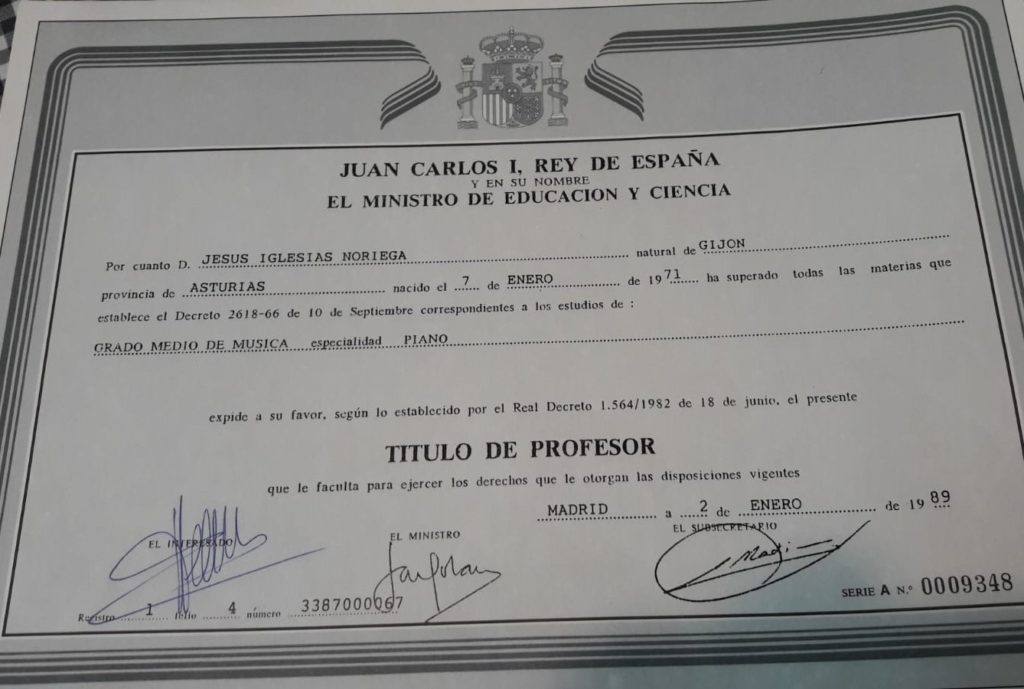 JUAN CARLOS I, REY DE ESPAÑA
Y EN SU NOMBRE
EL MINISTRO DE EDUCACION Y CIENCIA
Por cuanto D. JESUS IGLESIAS NORIEGA natural de GIJON
provincia de ASTURIAS nacido el 7 de ENERO de 1971 ha superado todas las materias que
establece el Decreto 2618-66 de 10 de Septiembre correspondientes a los estudios de :
GRADO MEDIO DE MUSICA especialidad PIANO
expide a su favor, según lo establecido por el Real Decreto 1.564/1982 de 18 de junio, el presente
TITULO DE PROFESOR
que le faculta para ejercer los derechos que le otorgan las disposiciones vigentes
MADRID a 2 de ENERO de 1989
EL INTERESADO
EL MINISTRO
EL SUBSECRETARIO
Registro 1 folio 4 número 3387000067
SERIE A N.º 0009348